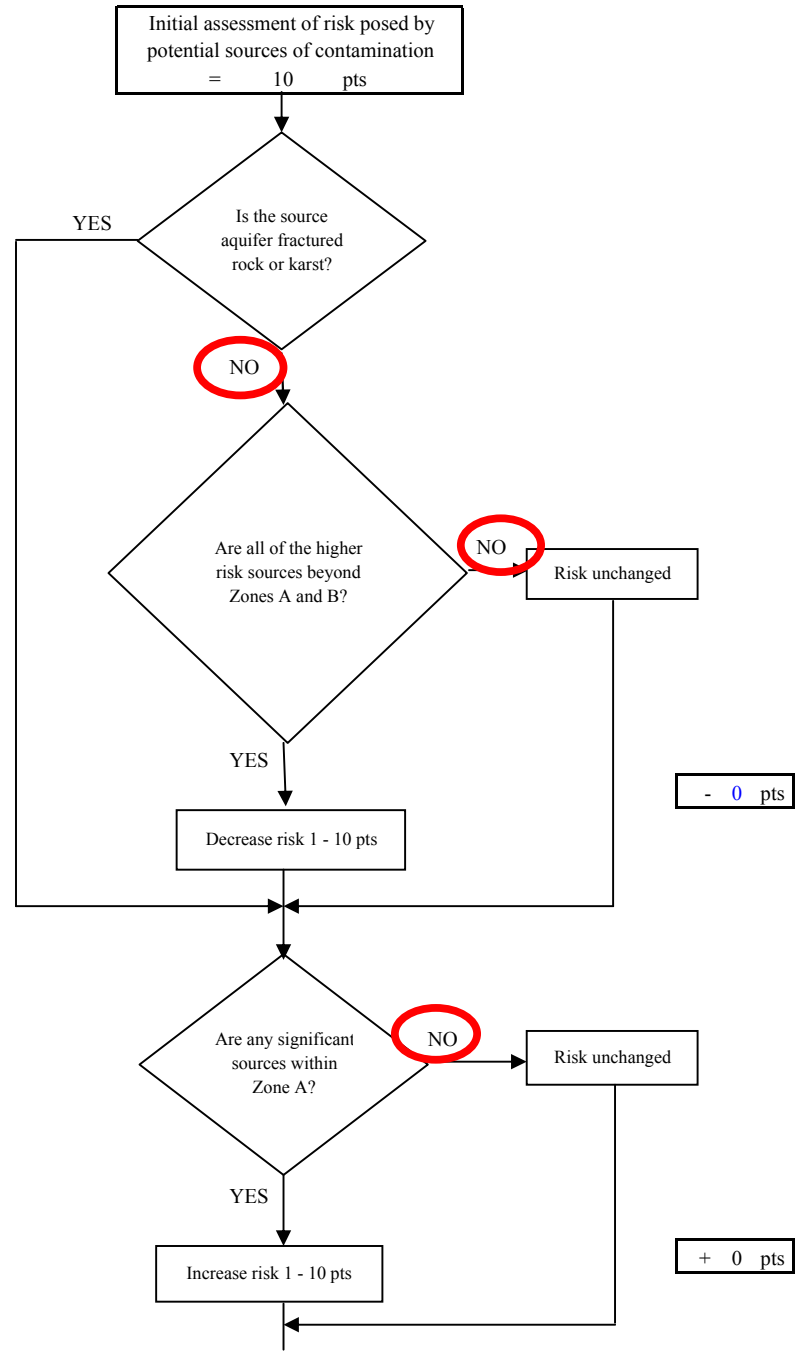 Initial assessment of risk posed by
potential sources of contamination
= 10 pts
YES
Is the source
aquifer fractured
rock or karst?
NO
Are all of the higher
risk sources beyond
Zones A and B?
NO
Risk unchanged
YES
- 0 pts
Decrease risk 1 - 10 pts
Are any significant
sources within
Zone A?
NO
Risk unchanged
YES
+ 0 pts
Increase risk 1 - 10 pts